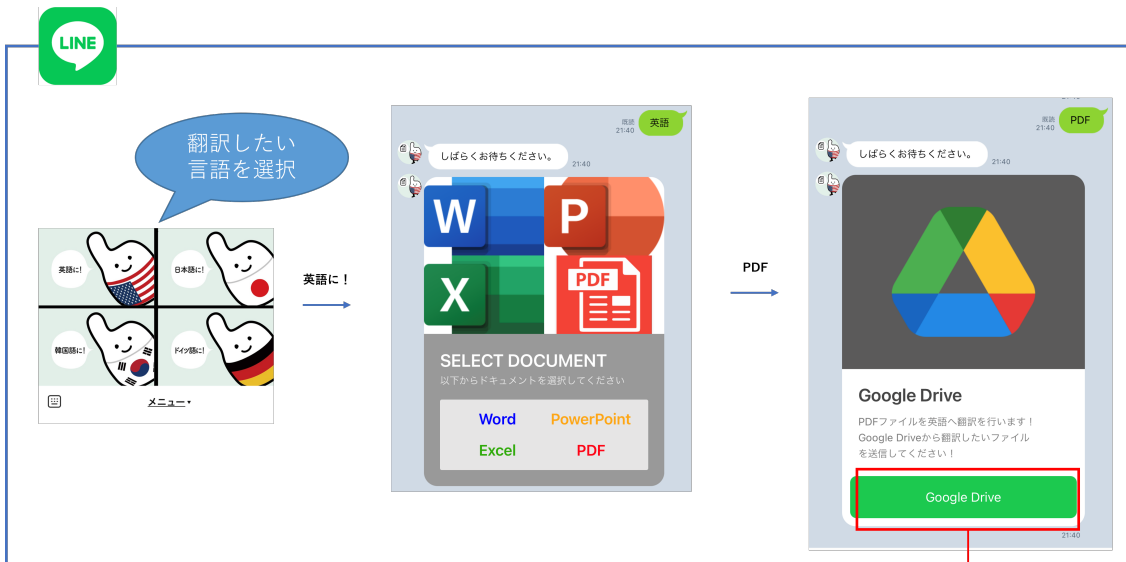 LINE
翻訳したい
言語を選択
英語に!
日本語に!
韓国語に!
ドイツ語に!
メニュー▾
英語に!
既読
21:40
英語
しばらくお待ちください。
21:40
W
P
X
PDF
SELECT DOCUMENT
以下からドキュメントを選択してください
Word
PowerPoint
Excel
PDF
PDF
既読
21:40
PDF
しばらくお待ちください。
21:40
Google Drive
PDFファイルを英語へ翻訳を行います!
Google Driveから翻訳したいファイル
を送信してください!
Google Drive
21:40